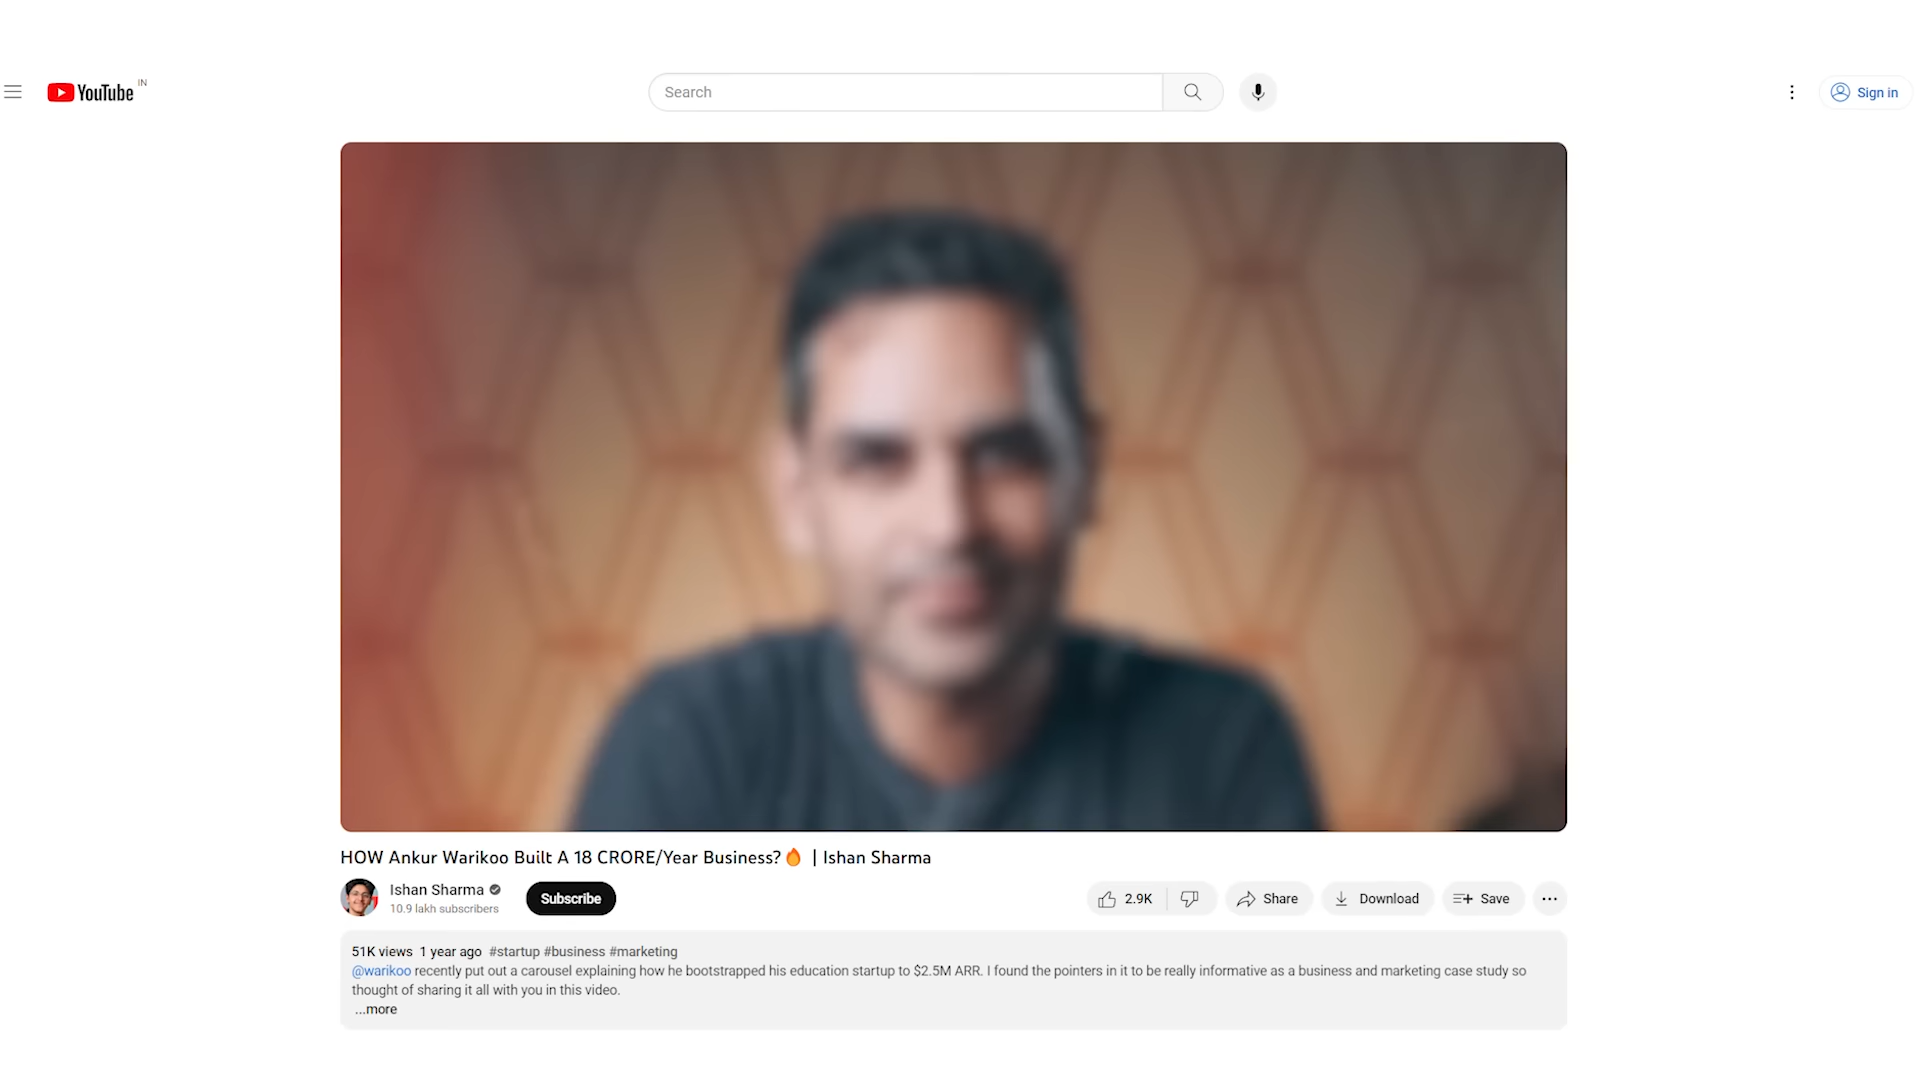 YouTube IN
Search
Sign in
HOW Ankur Warikoo Built A 18 CRORE/Year Business?🔥 | Ishan Sharma
Ishan Sharma
10.9 lakh subscribers
Subscribe
2.9K
Share
Download
Save
51K views 1 year ago #startup #business #marketing
@warikoo recently put out a carousel explaining how he bootstrapped his education startup to $2.5M ARR. I found the pointers in it to be really informative as a business and marketing case study so
thought of sharing it all with you in this video.
...more